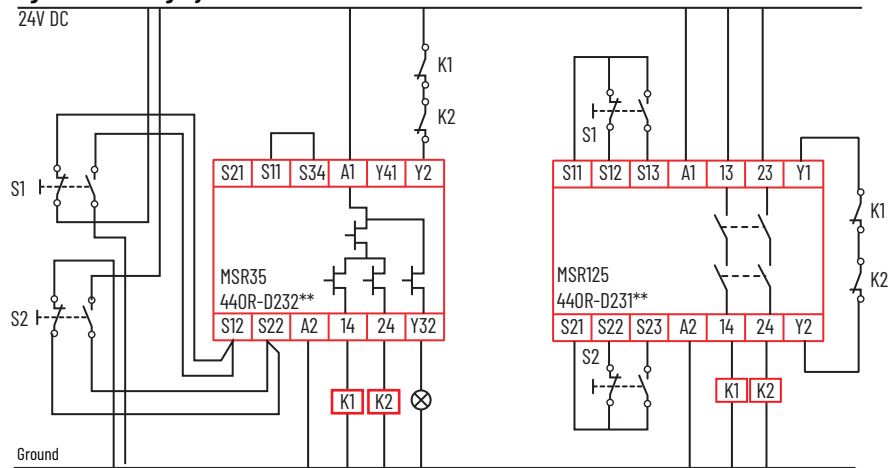 24V DC
K1
K2
S1
S21 S11 S34 A1 Y41 Y2
S11 S12 S13 A1 13 23 Y1
S1
K1
K2
MSR35
440R-D232**
MSR125
440R-D231**
S2
S12 S22 A2 14 24 Y32
S21 S22 S23 A2 14 24 Y2
S2
K1 K2
K1 K2
Ground